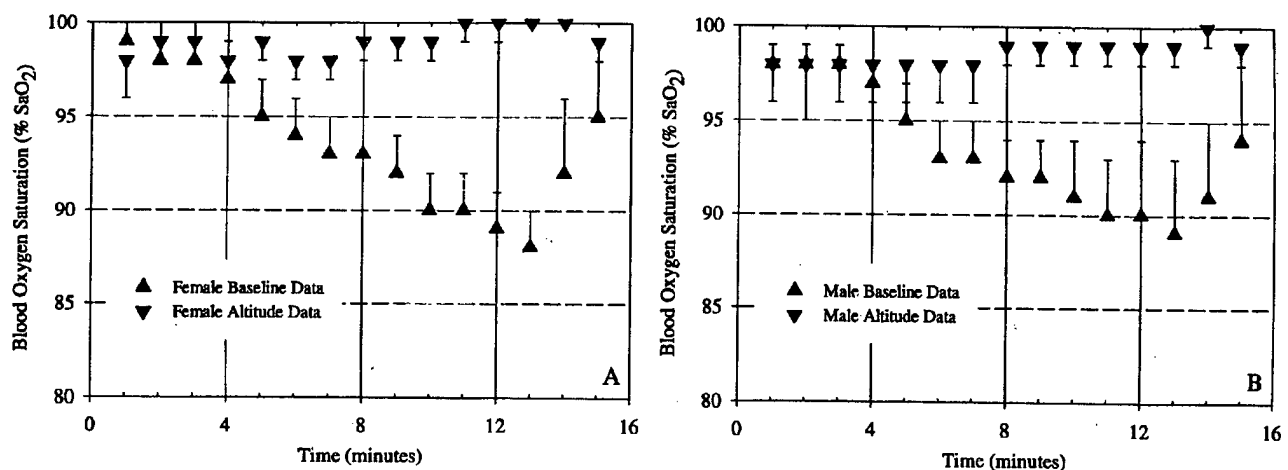 Blood Oxygen Saturation (% SaO2)
100
95
90
85
80
Female Baseline Data
Female Altitude Data
A
0 4 8 12 16
Time (minutes)
Blood Oxygen Saturation (% SaO2)
100
95
90
85
80
Male Baseline Data
Male Altitude Data
B
0 4 8 12 16
Time (minutes)